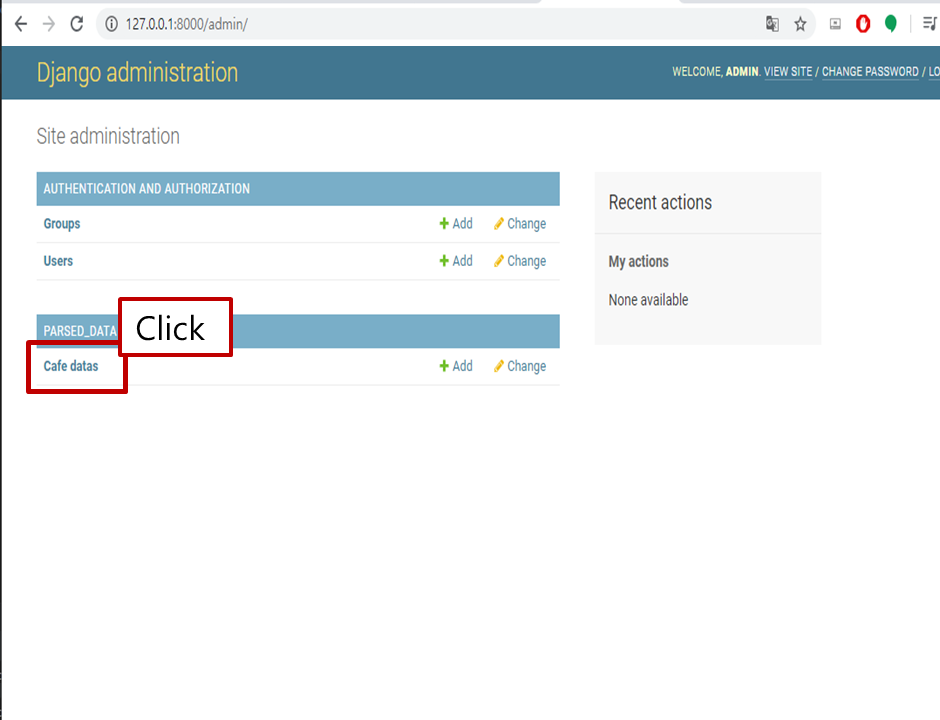 127.0.0.1:8000/admin/
Django administration
WELCOME, ADMIN. VIEW SITE / CHANGE PASSWORD / LO
Site administration
AUTHENTICATION AND AUTHORIZATION
Groups Add Change
Users Add Change
PARSED_DATA
Click
Cafe datas Add Change
Recent actions
My actions
None available